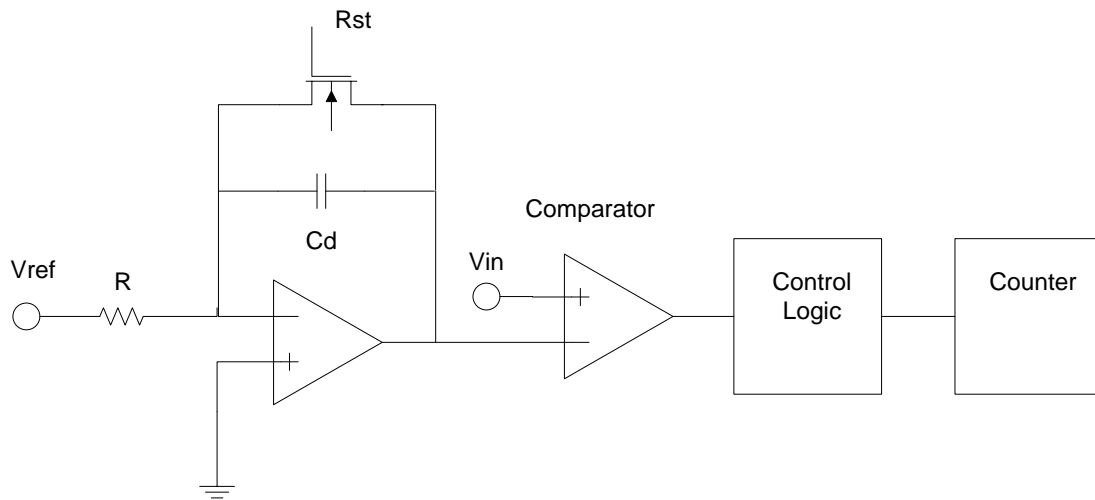 Rst
Cd
Comparator
Vref
R
Vin
Control
Logic
Counter